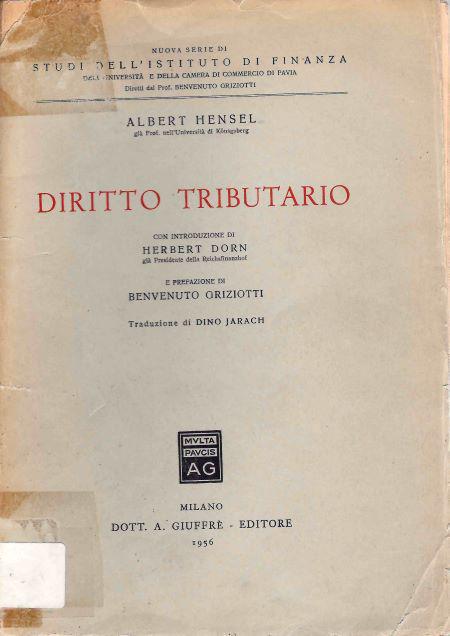 NUOVA SERIE DI
STUDI DELL'ISTITUTO DI FINANZA
DELL'UNIVERSITÀ E DELLA CAMERA DI COMMERCIO DI PAVIA
Diretti dal Prof. BENVENUTO GRIZIOTTI
ALBERT HENSEL
già Prof. nell'Università di Königsberg
DIRITTO TRIBUTARIO
CON INTRODUZIONE DI
HERBERT DORN
già Presidente della Reichsfinanzhof
E PREFAZIONE DI
BENVENUTO GRIZIOTTI
Traduzione di DINO JARACH
MVLTA
PAVCIS
AG
MILANO
DOTT. A. GIUFFRÈ - EDITORE
1956